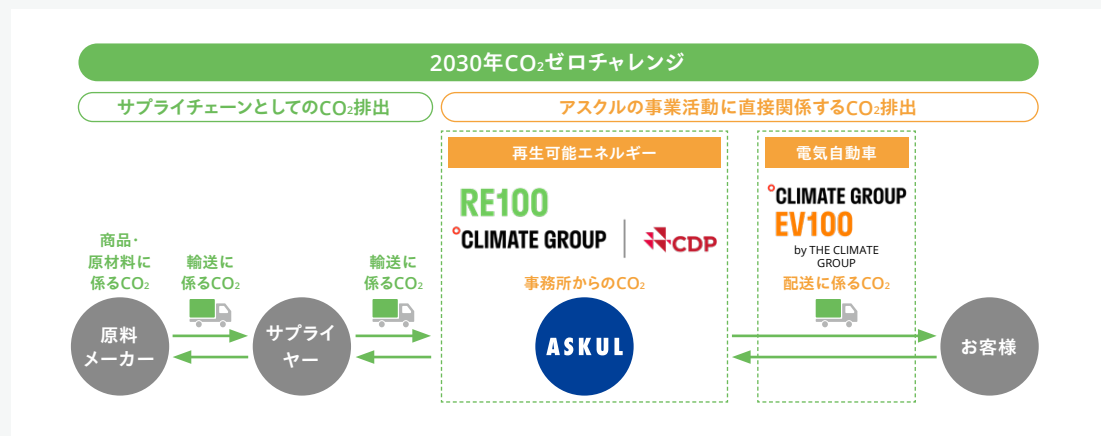 2030年CO₂ゼロチャレンジ
サプライチェーンとしてのCO₂排出
アスクルの事業活動に直接関係するCO₂排出
再生可能エネルギー
電気自動車
RE100
°CLIMATE GROUP
CDP
°CLIMATE GROUP
EV100
by THE CLIMATE
GROUP
商品・
原材料に
係るCO₂
輸送に
係るCO₂
輸送に
係るCO₂
事務所からのCO₂
配送に係るCO₂
原料
メーカー
サプライ
ヤー
ASKUL
お客様